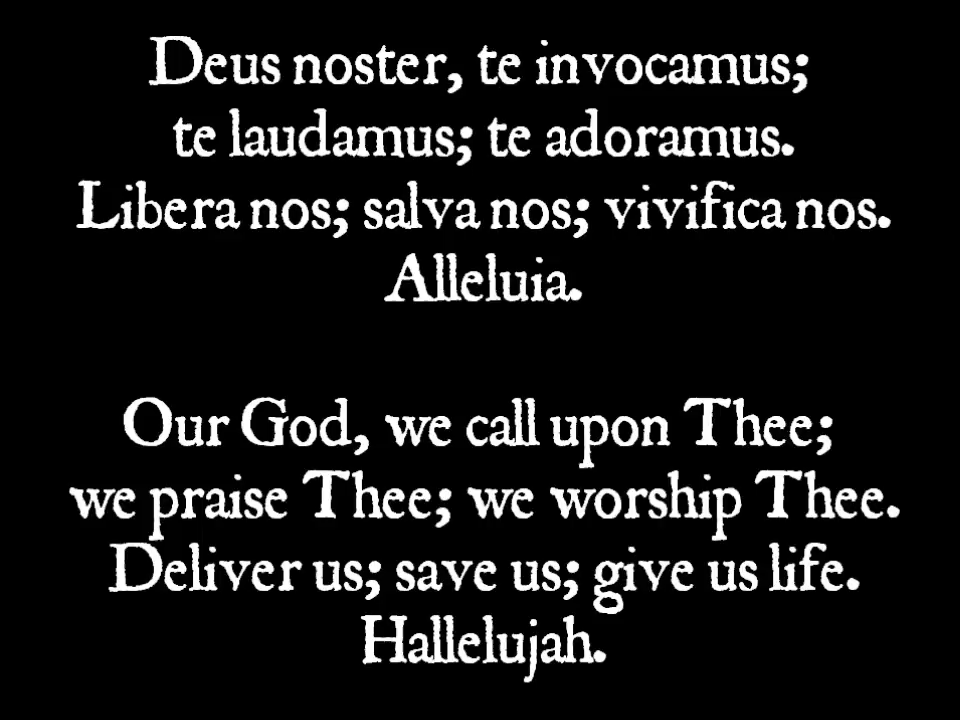 Deus noster, te invocamus;
te laudamus; te adoramus.
Libera nos; salva nos; vivifica nos.
Alleluia.
Our God, we call upon Thee;
we praise Thee; we worship Thee.
Deliver us; save us; give us life.
Hallelujah.